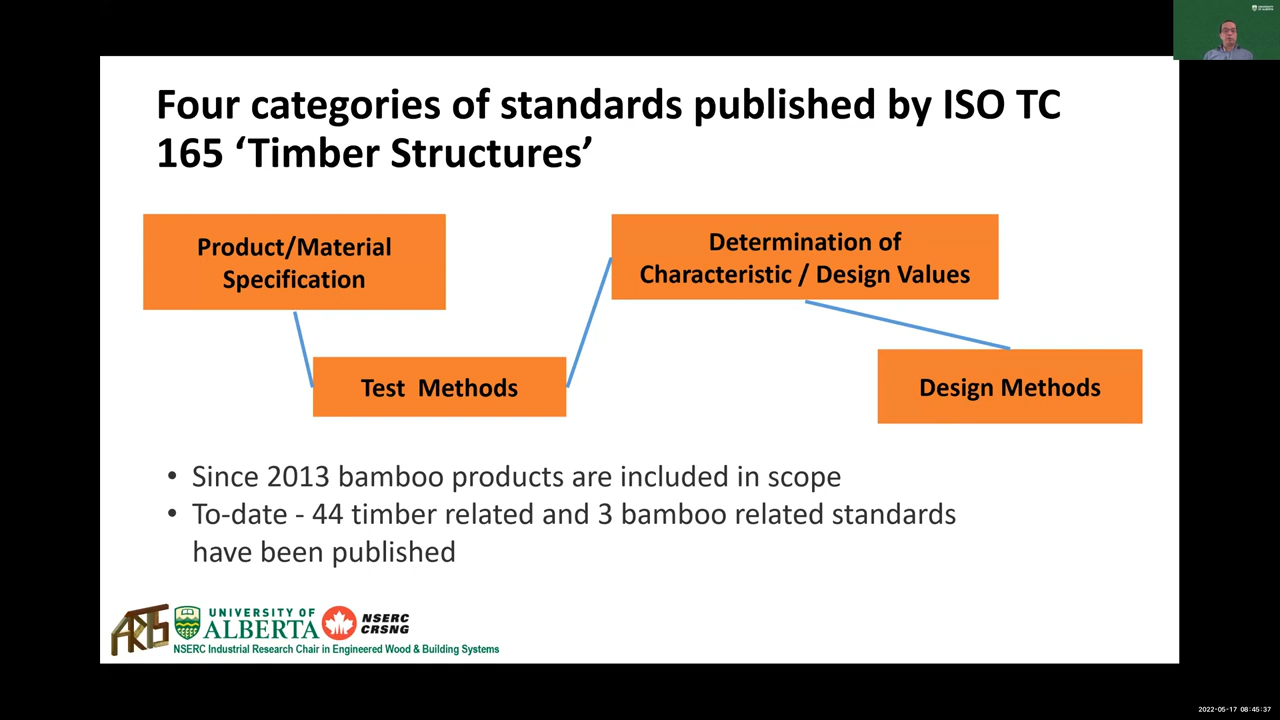 Four categories of standards published by ISO TC
165 ‘Timber Structures’
Product/Material
Specification
Determination of
Characteristic / Design Values
Test Methods
Design Methods
• Since 2013 bamboo products are included in scope
• To-date - 44 timber related and 3 bamboo related standards
have been published
UNIVERSITY OF
ALBERTA
NSERC
CRSNG
NSERC Industrial Research Chair in Engineered Wood & Building Systems
2022-05-17 08:45:37